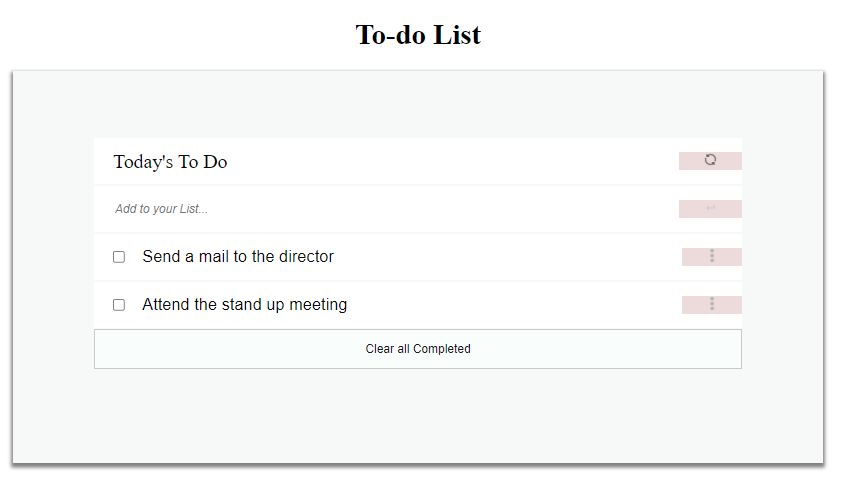 To-do List
Today's To Do
Add to your List...
Send a mail to the director
Attend the stand up meeting
Clear all Completed